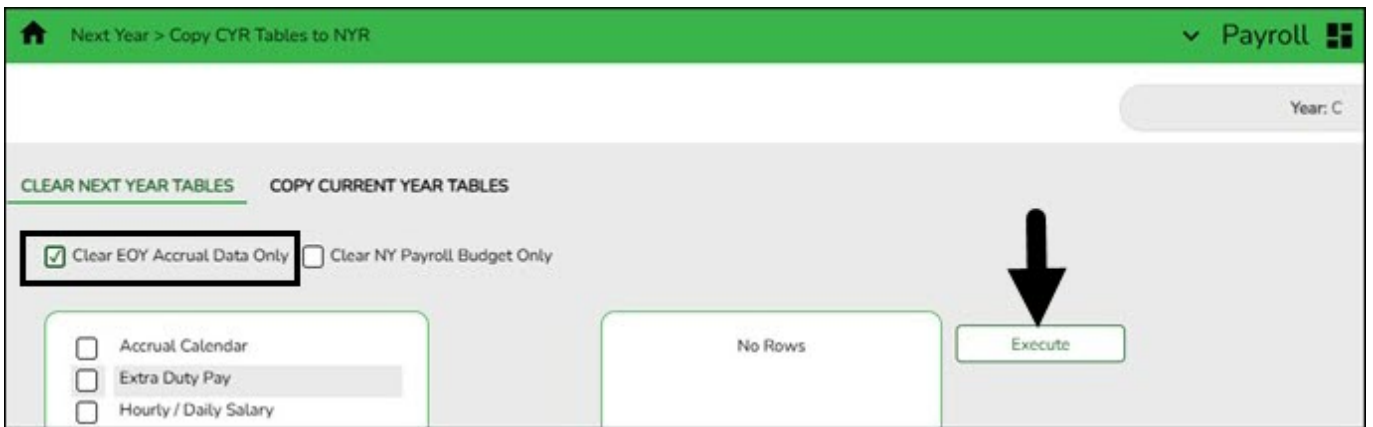 Next Year > Copy CYR Tables to NYR
Payroll
Year: C
CLEAR NEXT YEAR TABLES COPY CURRENT YEAR TABLES
Clear EOY Accrual Data Only Clear NY Payroll Budget Only
Accrual Calendar No Rows Execute
Extra Duty Pay
Hourly / Daily Salary